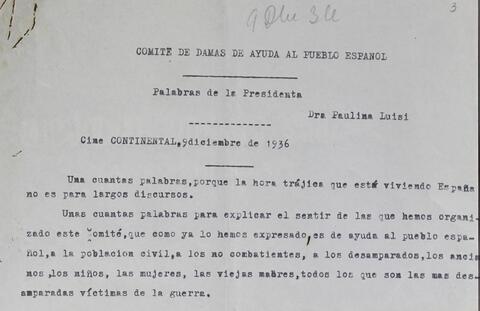 9 Dbre 36
3
COMITE DE DAMAS DE AYUDA AL PUEBLO ESPAÑOL
Palabras de la Presidenta
Dra Paulina Luisi
Cine CONTINENTAL,9diciembre de 1936
Una cuantas palabras,porque la hora trájica que está viviendo España
no es para largos discursos.
Unas cuantas palabras para explicar el sentir de las que hemos organi
zado este Comité,que como ya lo hemos expresado,es de ayuda al pueblo espa-
ñol,a la poblacion civil,a los no combatientes, a los desamparados,los ancia
nos,los niños, las mujeres, las viejas madres,todos los que son las mas des-
amparadas víctimas de la guerra.